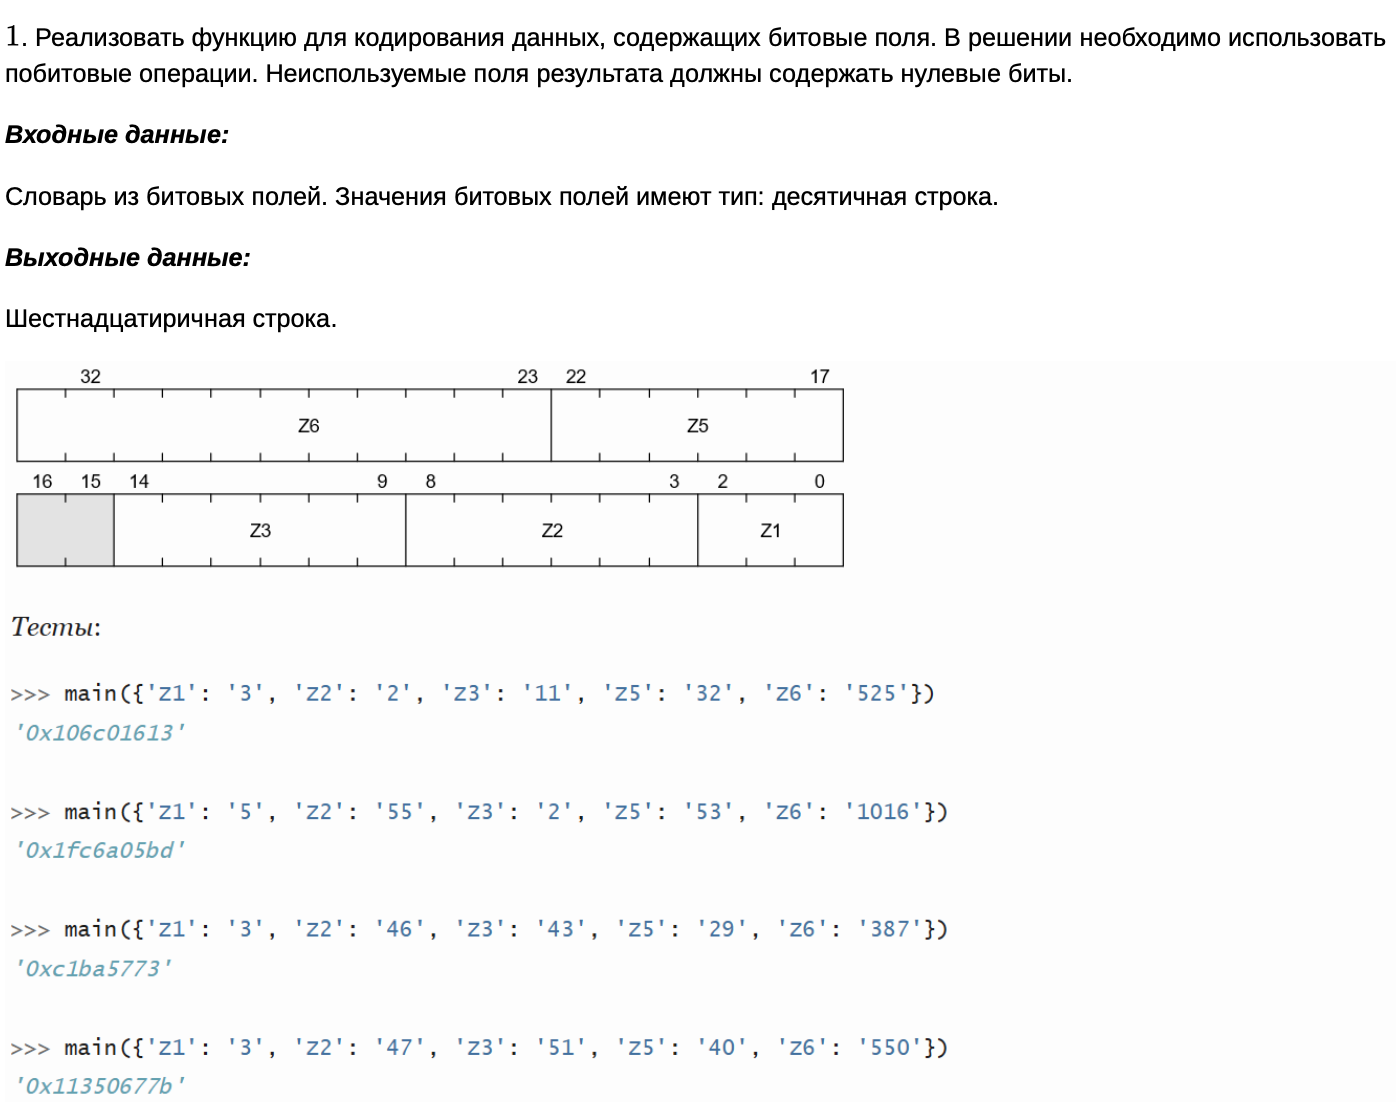 1. Реализовать функцию для кодирования данных, содержащих битовые поля. В решении необходимо использовать
побитовые операции. Неиспользуемые поля результата должны содержать нулевые биты.
Входные данные:
Словарь из битовых полей. Значения битовых полей имеют тип: десятичная строка.
Выходные данные:
Шестнадцатиричная строка.
32 23 22 17
Z6 Z5
16 15 14 9 8 3 2 0
Z3 Z2 Z1
Тесты:
>>> main({'z1': '3', 'z2': '2', 'z3': '11', 'z5': '32', 'z6': '525'})
'0x106c01613'
>>> main({'z1': '5', 'z2': '55', 'z3': '2', 'z5': '53', 'z6': '1016'})
'0x1fc6a05bd'
>>> main({'z1': '3', 'z2': '46', 'z3': '43', 'z5': '29', 'z6': '387'})
'0xc1ba5773'
>>> main({'z1': '3', 'z2': '47', 'z3': '51', 'z5': '40', 'z6': '550'})
'0x11350677b'